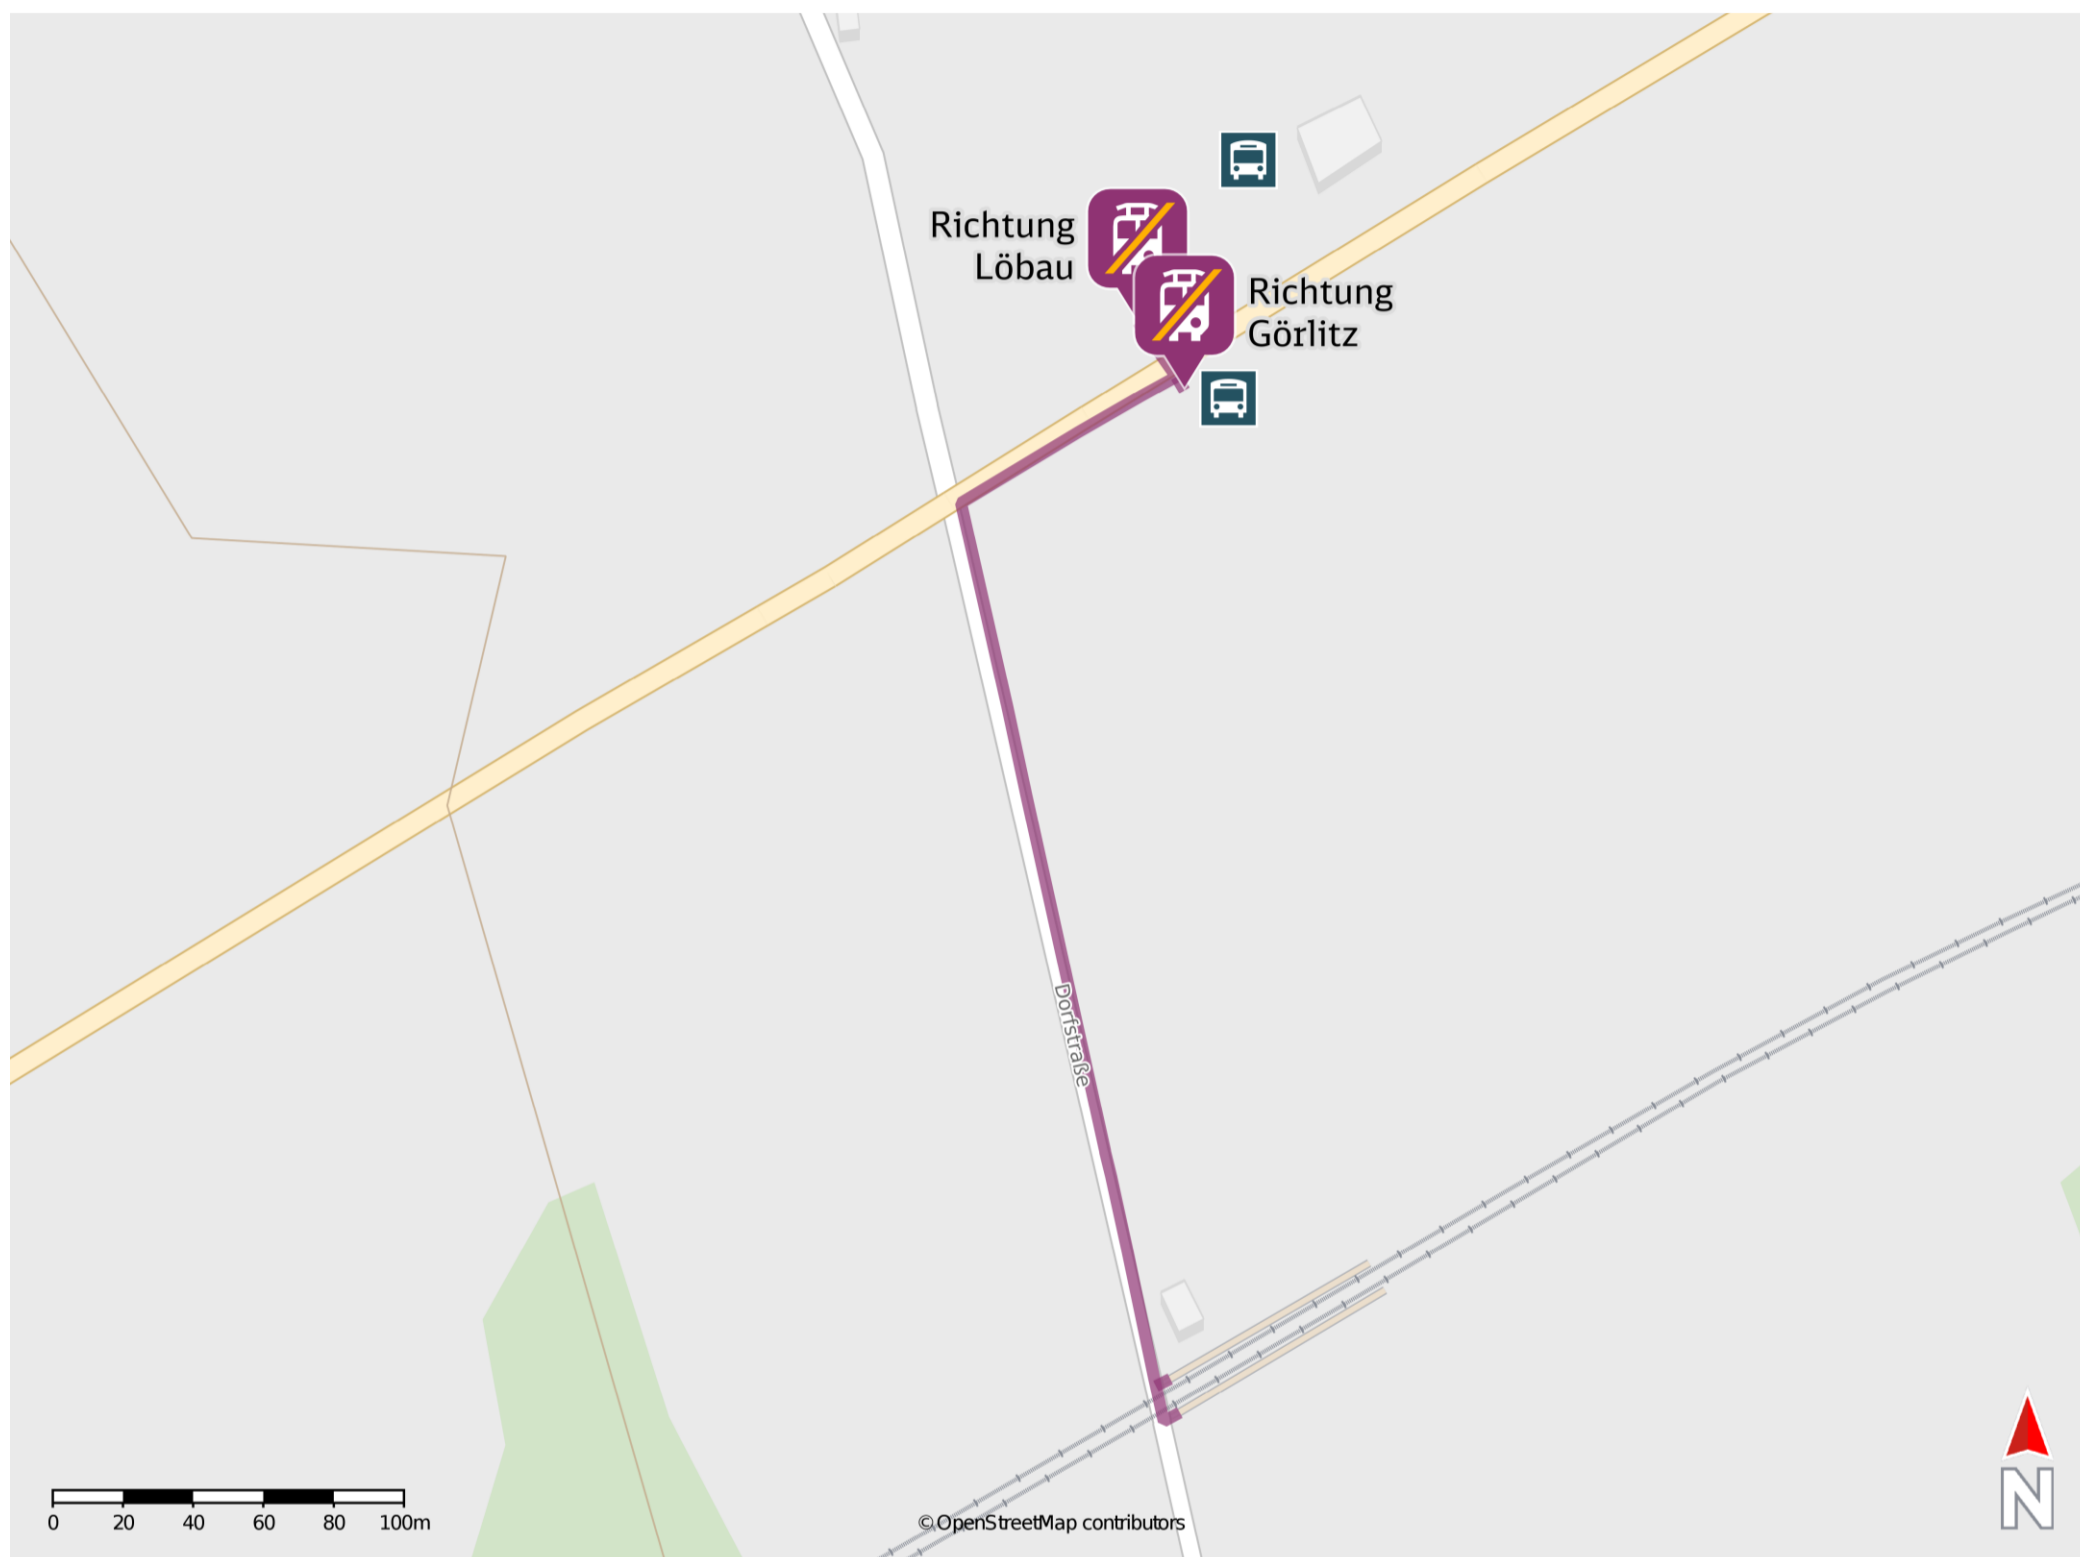 Richtung
Löbau
Richtung
Görlitz
Dorfstraße
0 20 40 60 80 100m
© OpenStreetMap contributors
N